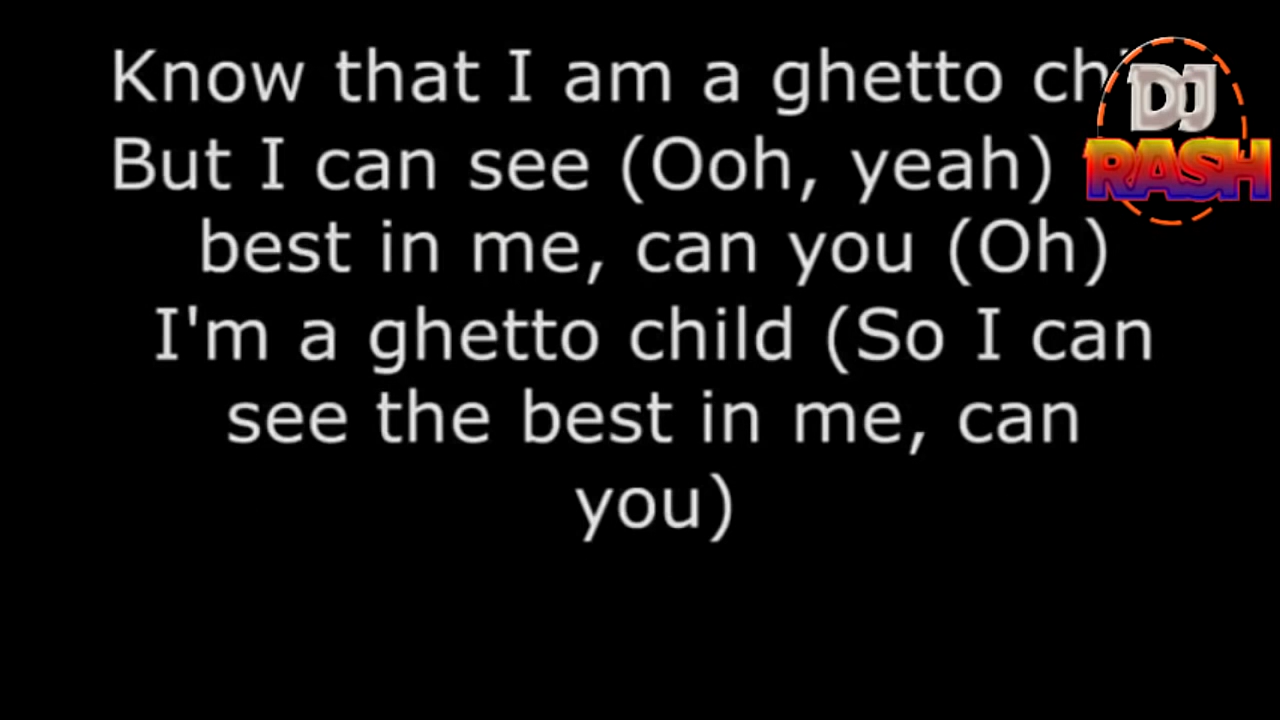 Know that I am a ghetto
But I can see (Ooh, yeah)
best in me, can you (Oh)
I'm a ghetto child (So I can
see the best in me, can
you)
DJ
RASH